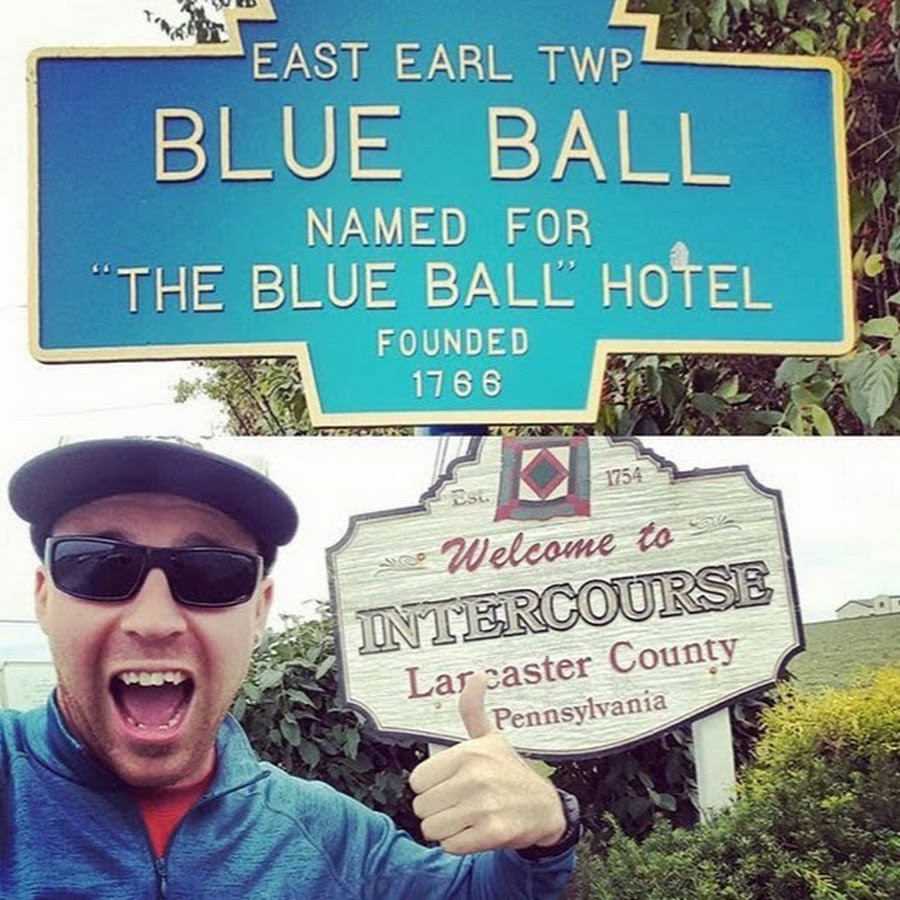 EAST EARL TWP
BLUE BALL
NAMED FOR
"THE BLUE BALL" HOTEL
FOUNDED
1766
Est. 1754
Welcome to
INTERCOURSE
Lancaster County
Pennsylvania